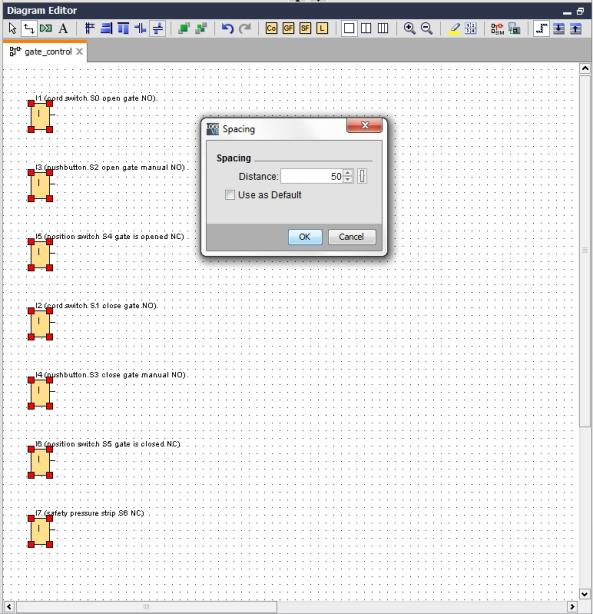 Diagram Editor
A
Co GF SF L
gate_control
I1 (cord switch S0 open gate NO)
I
I3 (pushbutton S2 open gate manual NO)
I
I5 (position switch S4 gate is opened NC)
I
I2 (cord switch S1 close gate NO)
I
I4 (pushbutton S3 close gate manual NO)
I
I6 (position switch S5 gate is closed NC)
I
I7 (safety pressure strip S6 NC)
I
Spacing
Spacing
Distance: 50
Use as Default
OK Cancel